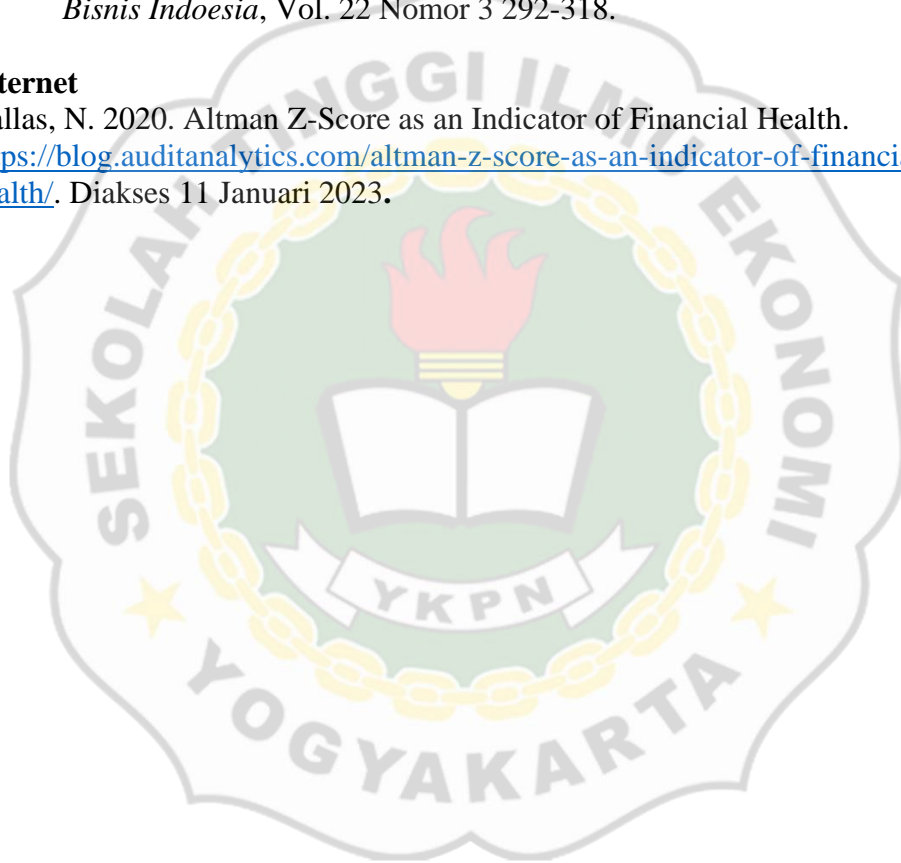 Bisnis Indoesia, Vol. 22 Nomor 3 292-318.
ternet
allas, N. 2020. Altman Z-Score as an Indicator of Financial Health.
ps://blog.auditanalytics.com/altman-z-score-as-an-indicator-of-financia
alth/. Diakses 11 Januari 2023.
SEKOLAH TINGGI ILMU EKONOMI
YKPN
YOGYAKARTA